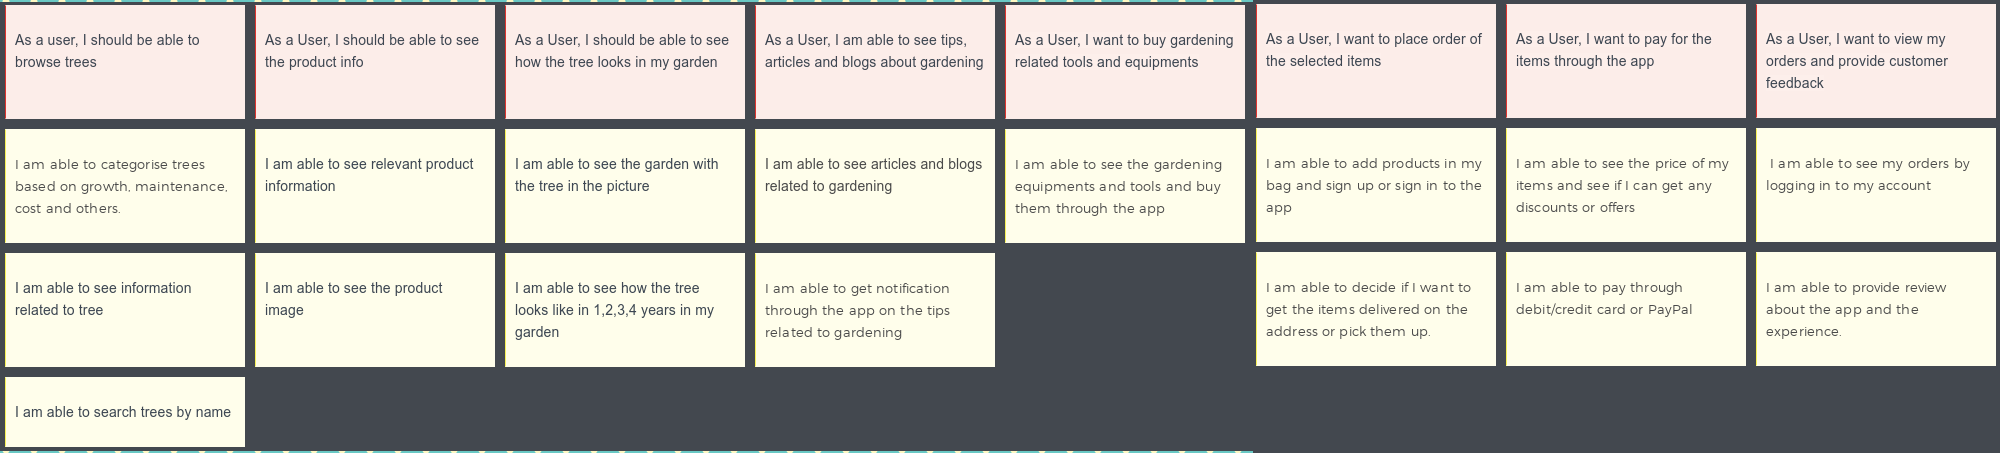 As a user, I should be able to
browse trees
As a User, I should be able to see
the product info
As a User, I should be able to see
how the tree looks in my garden
As a User, I am able to see tips,
articles and blogs about gardening
As a User, I want to buy gardening
related tools and equipments
As a User, I want to place order of
the selected items
As a User, I want to pay for the
items through the app
As a User, I want to view my
orders and provide customer
feedback
I am able to categorise trees
based on growth, maintenance,
cost and others.
I am able to see relevant product
information
I am able to see the garden with
the tree in the picture
I am able to see articles and blogs
related to gardening
I am able to see the gardening
equipments and tools and buy
them through the app
I am able to add products in my
bag and sign up or sign in to the
app
I am able to see the price of my
items and see if I can get any
discounts or offers
I am able to see my orders by
logging in to my account
I am able to see information
related to tree
I am able to see the product
image
I am able to see how the tree
looks like in 1,2,3,4 years in my
garden
I am able to get notification
through the app on the tips
related to gardening
I am able to decide if I want to
get the items delivered on the
address or pick them up.
I am able to pay through
debit/credit card or PayPal
I am able to provide review
about the app and the
experience.
I am able to search trees by name